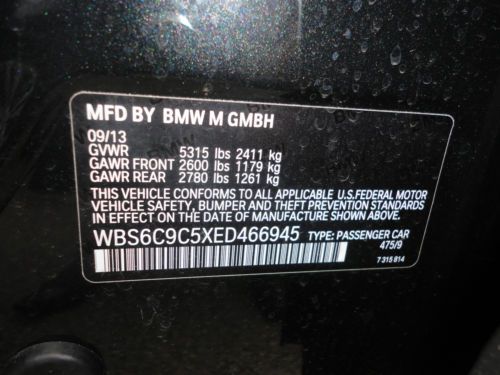 MFD BY BMW M GMBH
09/13
GVWR 5315 lbs 2411 kg
GAWR FRONT 2600 lbs 1179 kg
GAWR REAR 2780 lbs 1261 kg
THIS VEHICLE CONFORMS TO ALL APPLICABLE U.S.FEDERAL MOTOR
VEHICLE SAFETY, BUMPER AND THEFT PREVENTION STANDARDS
IN EFFECT ON THE DATE OF MANUFACTURE SHOWN ABOVE.
WBS6C9C5XED466945 TYPE: PASSENGER CAR
475/9
7 315 814